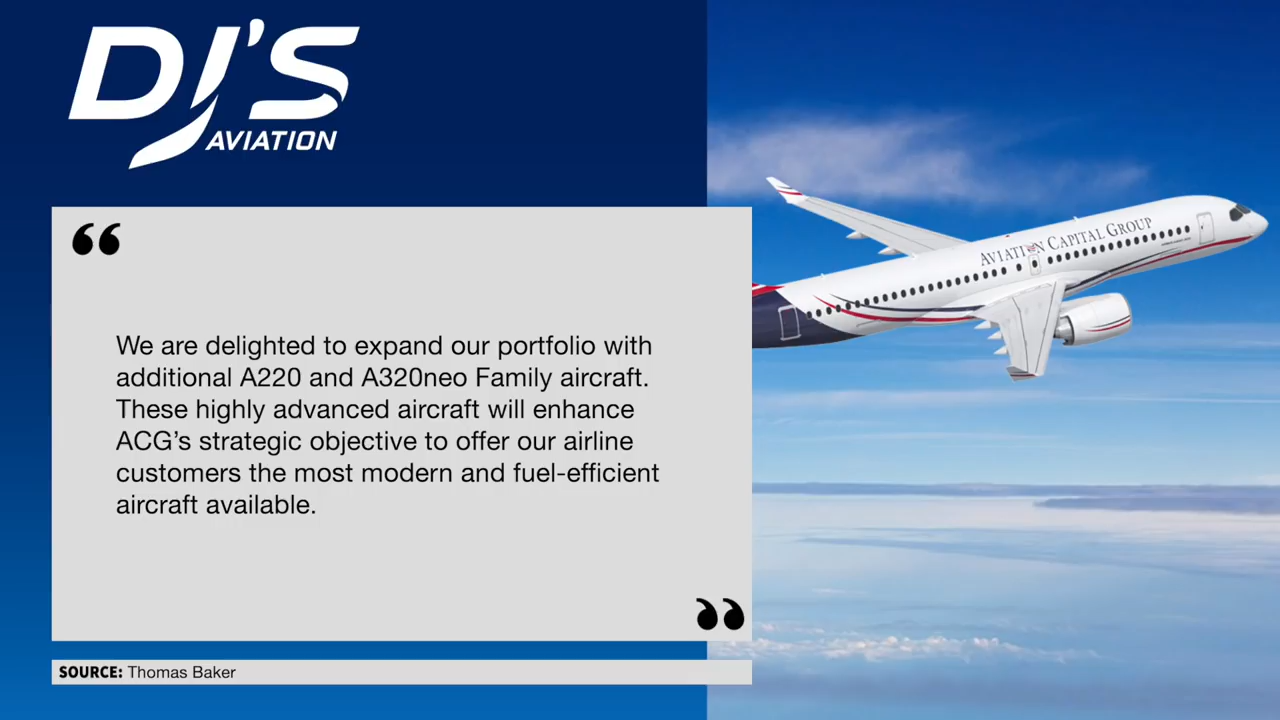 DJ'S
AVIATION
“
We are delighted to expand our portfolio with
additional A220 and A320neo Family aircraft.
These highly advanced aircraft will enhance
ACG’s strategic objective to offer our airline
customers the most modern and fuel-efficient
aircraft available.
”
SOURCE: Thomas Baker
AVIATION CAPITAL GROUP